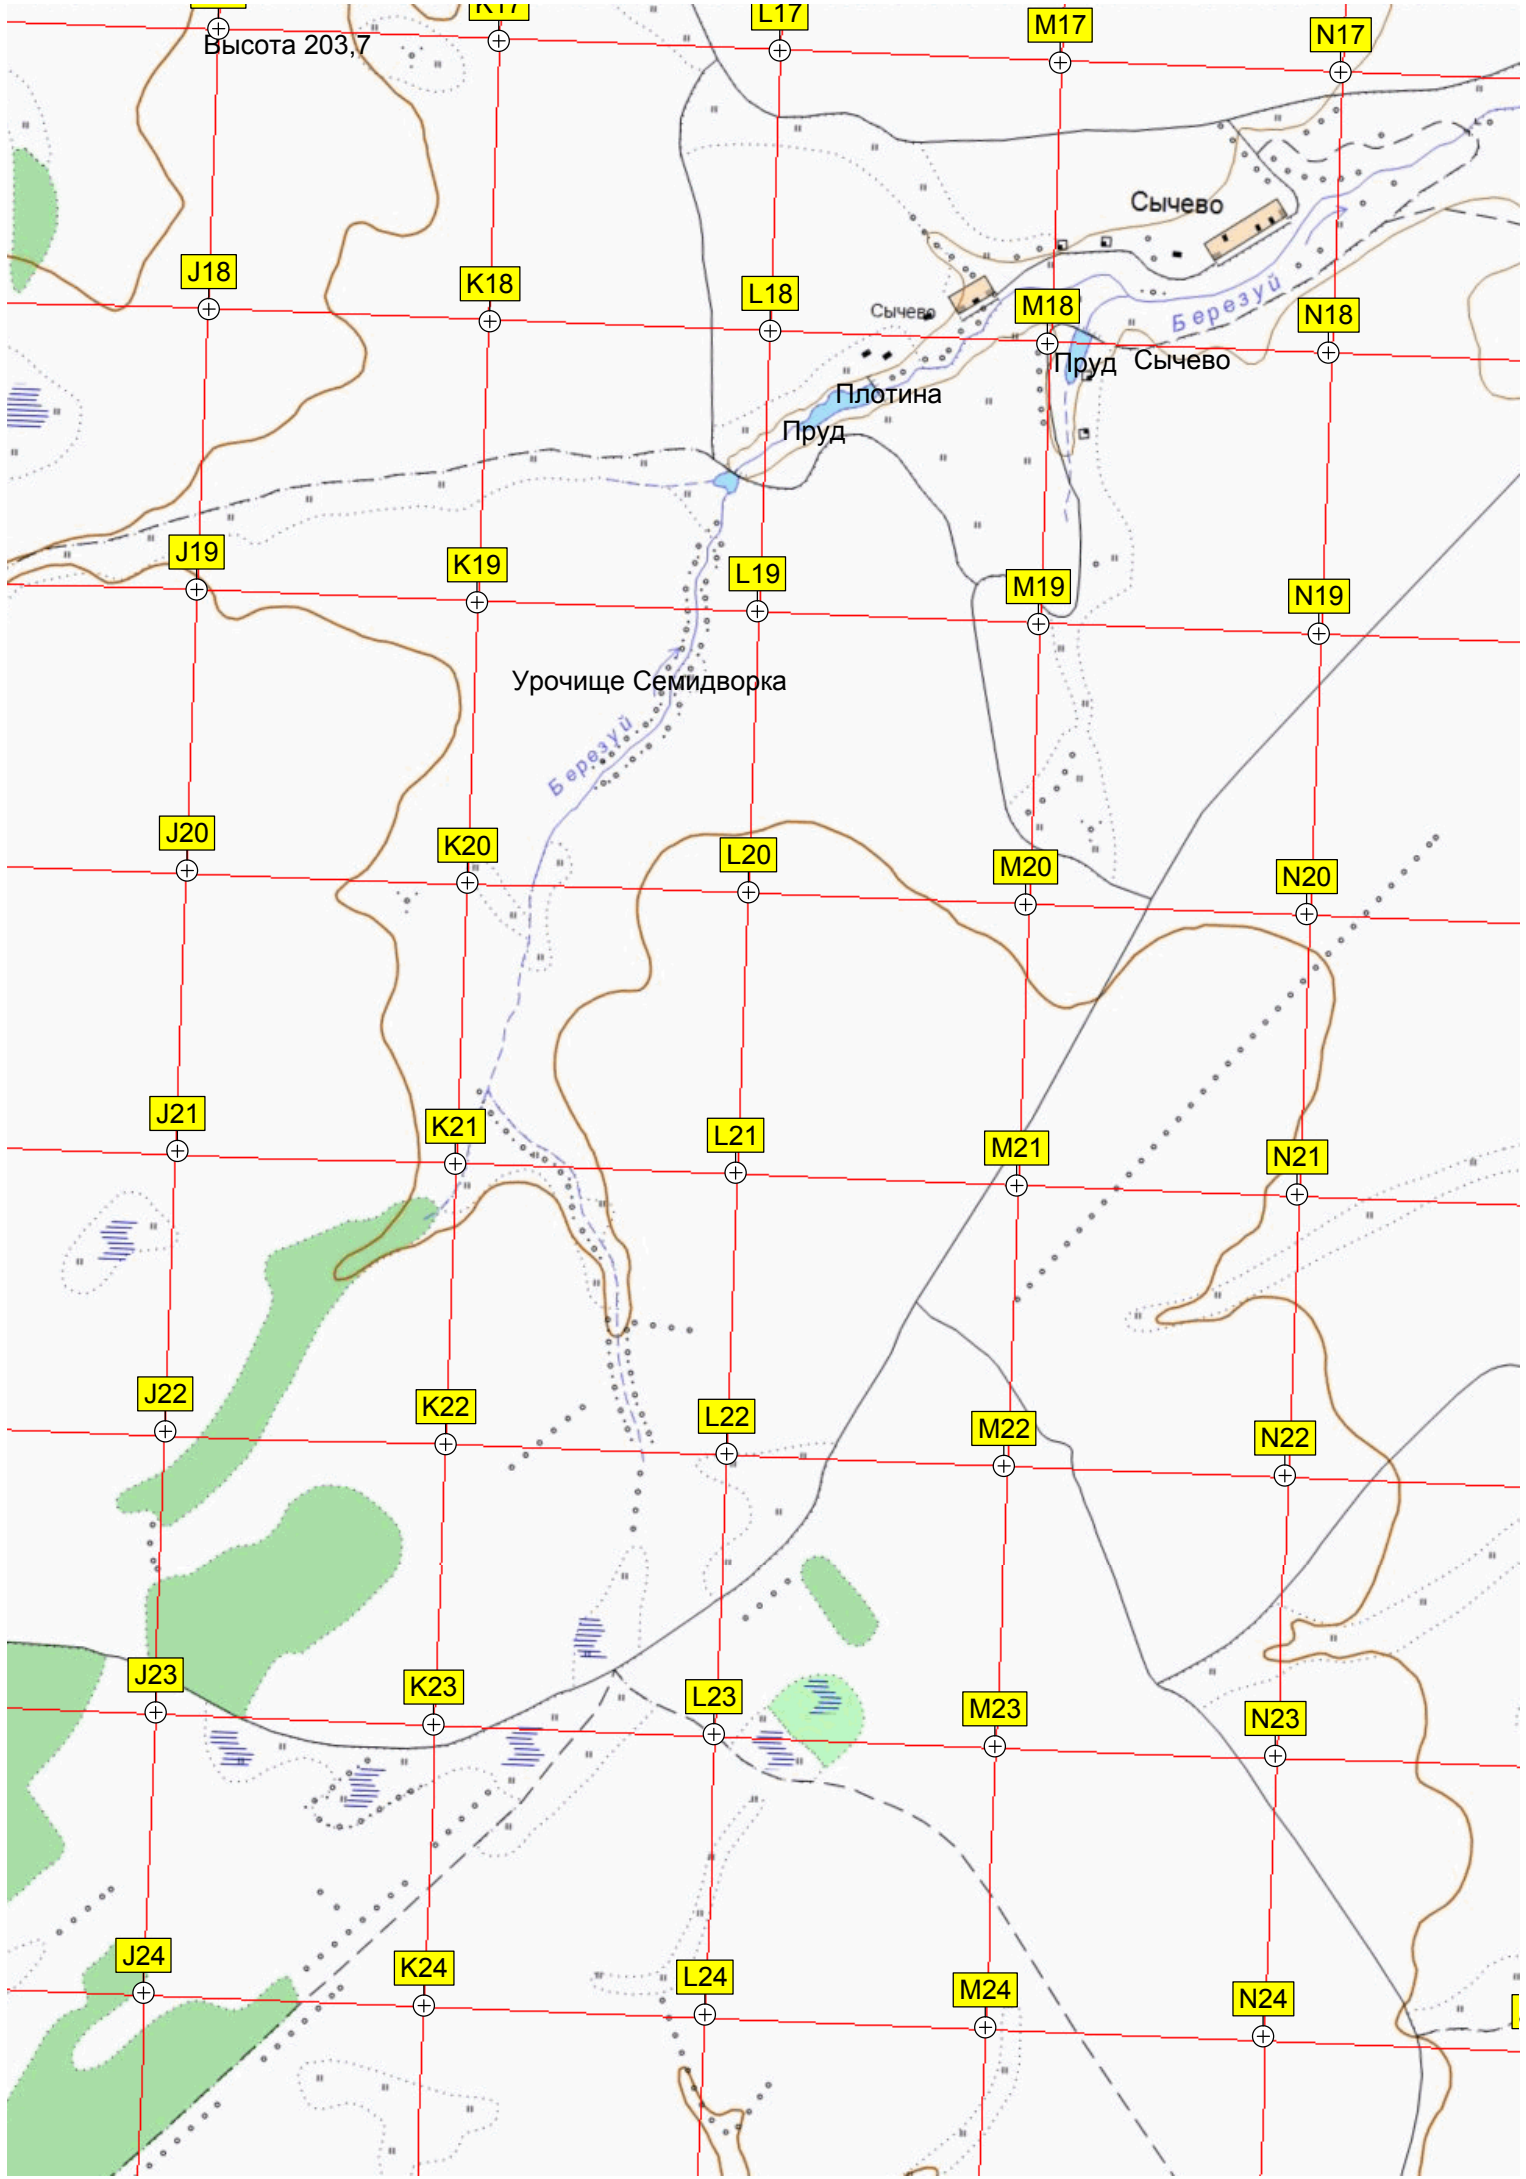 K17
L17
M17
N17
Высота 203,7
Сычево
J18
K18
L18
M18
N18
Березуй
Сычево
Пруд
Сычево
Плотина
Пруд
J19
K19
L19
M19
N19
Урочище Семидворка
Березуй
J20
K20
L20
M20
N20
J21
K21
L21
M21
N21
J22
K22
L22
M22
N22
J23
K23
L23
M23
N23
J24
K24
L24
M24
N24